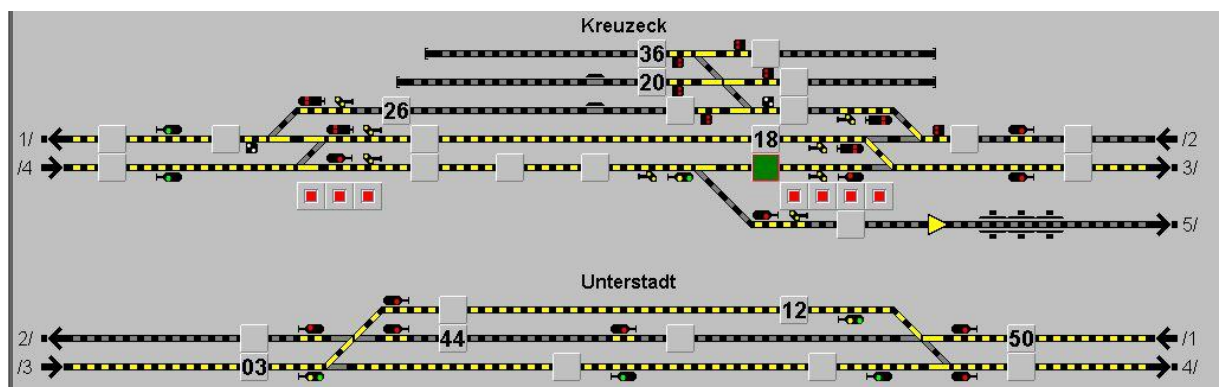 Kreuzeck
36
20
26
1/ 18 /2
/4 3/
5/
Unterstadt
12
2/ 44 50 /1
/3 03 4/